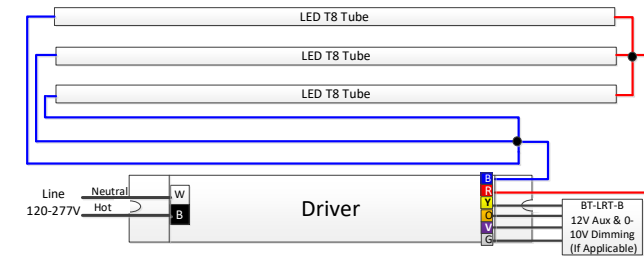 LED T8 Tube
LED T8 Tube
LED T8 Tube
Line
120-277V
Neutral
Hot
W
B
Driver
B
R
Y
O
V
G
BT-LRT-B
12V Aux & 0-
10V Dimming
(If Applicable)